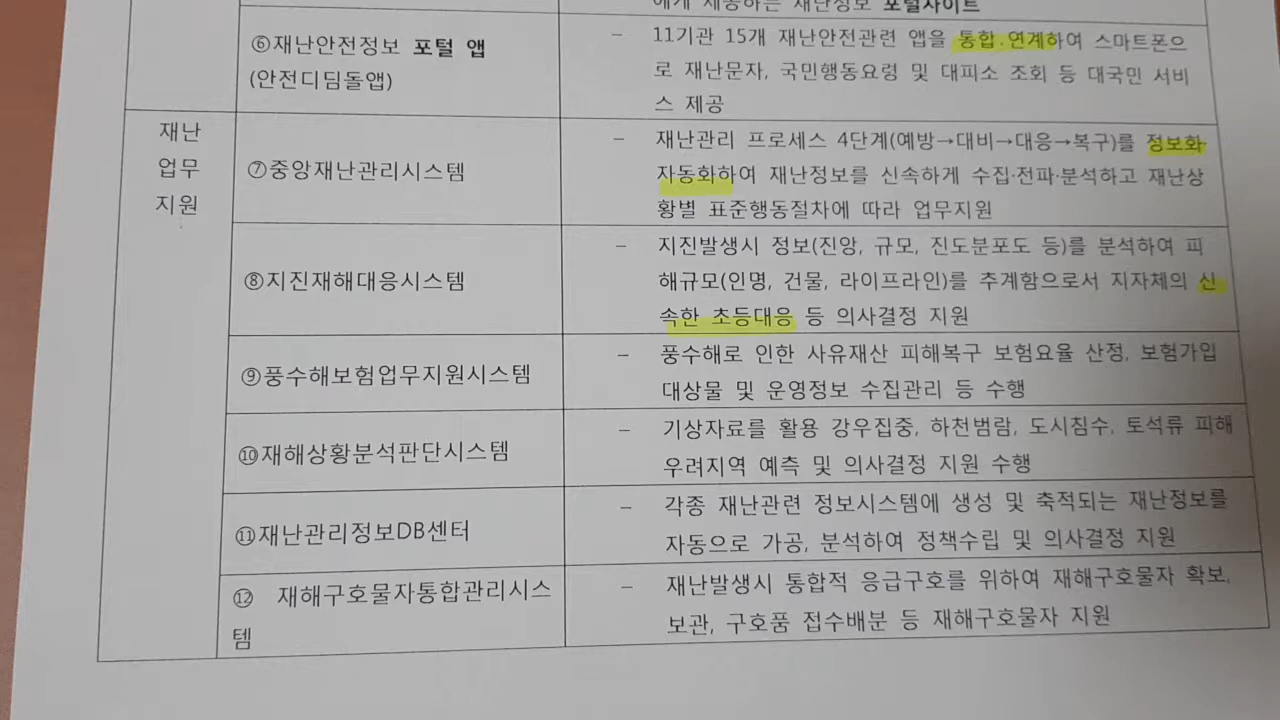 에게 제공하는 재난정보 포털사이트
⑥재난안전정보 포털 앱
(안전디딤돌앱)
- 11기관 15개 재난안전관련 앱을 통합·연계하여 스마트폰으
로 재난문자, 국민행동요령 및 대피소 조회 등 대국민 서비
스 제공
재난
업무
지원
⑦중앙재난관리시스템
- 재난관리 프로세스 4단계(예방→대비→대응→복구)를 정보화·
자동화하여 재난정보를 신속하게 수집·전파·분석하고 재난상
황별 표준행동절차에 따라 업무지원
⑧지진재해대응시스템
- 지진발생시 정보(진앙, 규모, 진도분포도 등)를 분석하여 피
해규모(인명, 건물, 라이프라인)를 추계함으로서 지자체의 신
속한 초등대응 등 의사결정 지원
⑨풍수해보험업무지원시스템
- 풍수해로 인한 사유재산 피해복구 보험요율 산정, 보험가입
대상물 및 운영정보 수집관리 등 수행
⑩재해상황분석판단시스템
- 기상자료를 활용 강우집중, 하천범람, 도시침수, 토석류 피해
우려지역 예측 및 의사결정 지원 수행
⑪재난관리정보DB센터
- 각종 재난관련 정보시스템에 생성 및 축적되는 재난정보를
자동으로 가공, 분석하여 정책수립 및 의사결정 지원
⑫ 재해구호물자통합관리시스
템
- 재난발생시 통합적 응급구호를 위하여 재해구호물자 확보,
보관, 구호품 접수배분 등 재해구호물자 지원